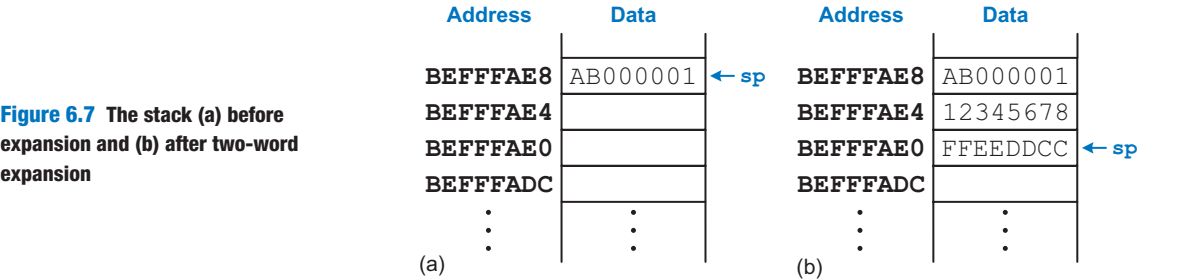 Figure 6.7 The stack (a) before
expansion and (b) after two-word
expansion
Address Data
BEFFFAE8 AB000001 ← sp
BEFFFAE4
BEFFFAE0
BEFFFADC
(a)
Address Data
BEFFFAE8 AB000001
BEFFFAE4 12345678
BEFFFAE0 FFEEDDCC ← sp
BEFFFADC
(b)